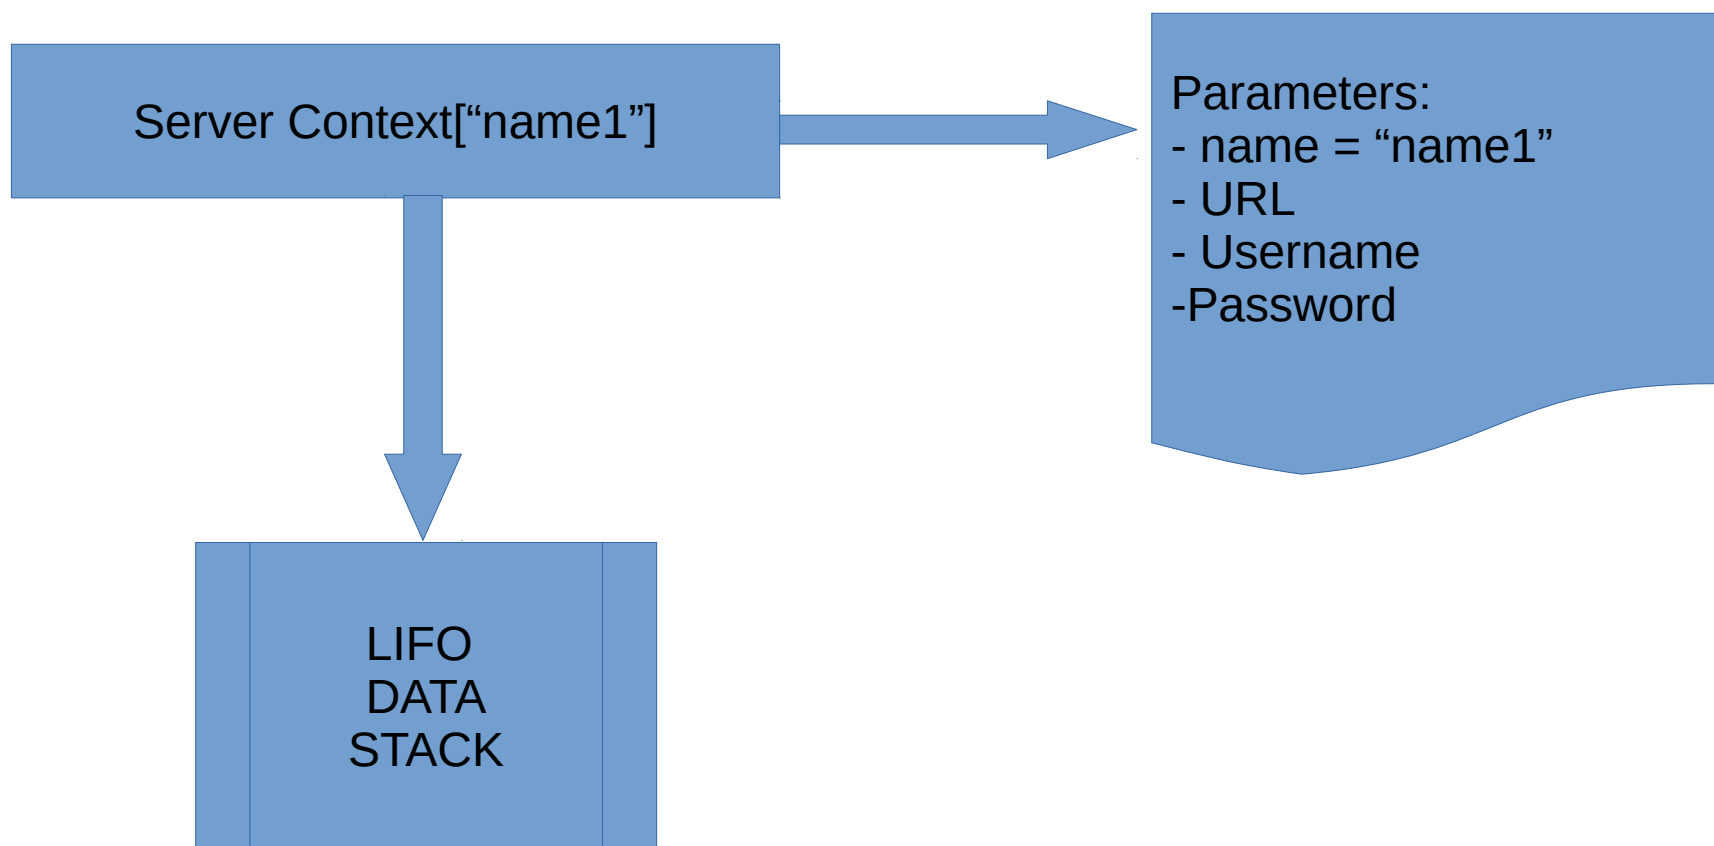 Server Context[“name1”]
Parameters:
- name = “name1”
- URL
- Username
-Password
LIFO
DATA
STACK